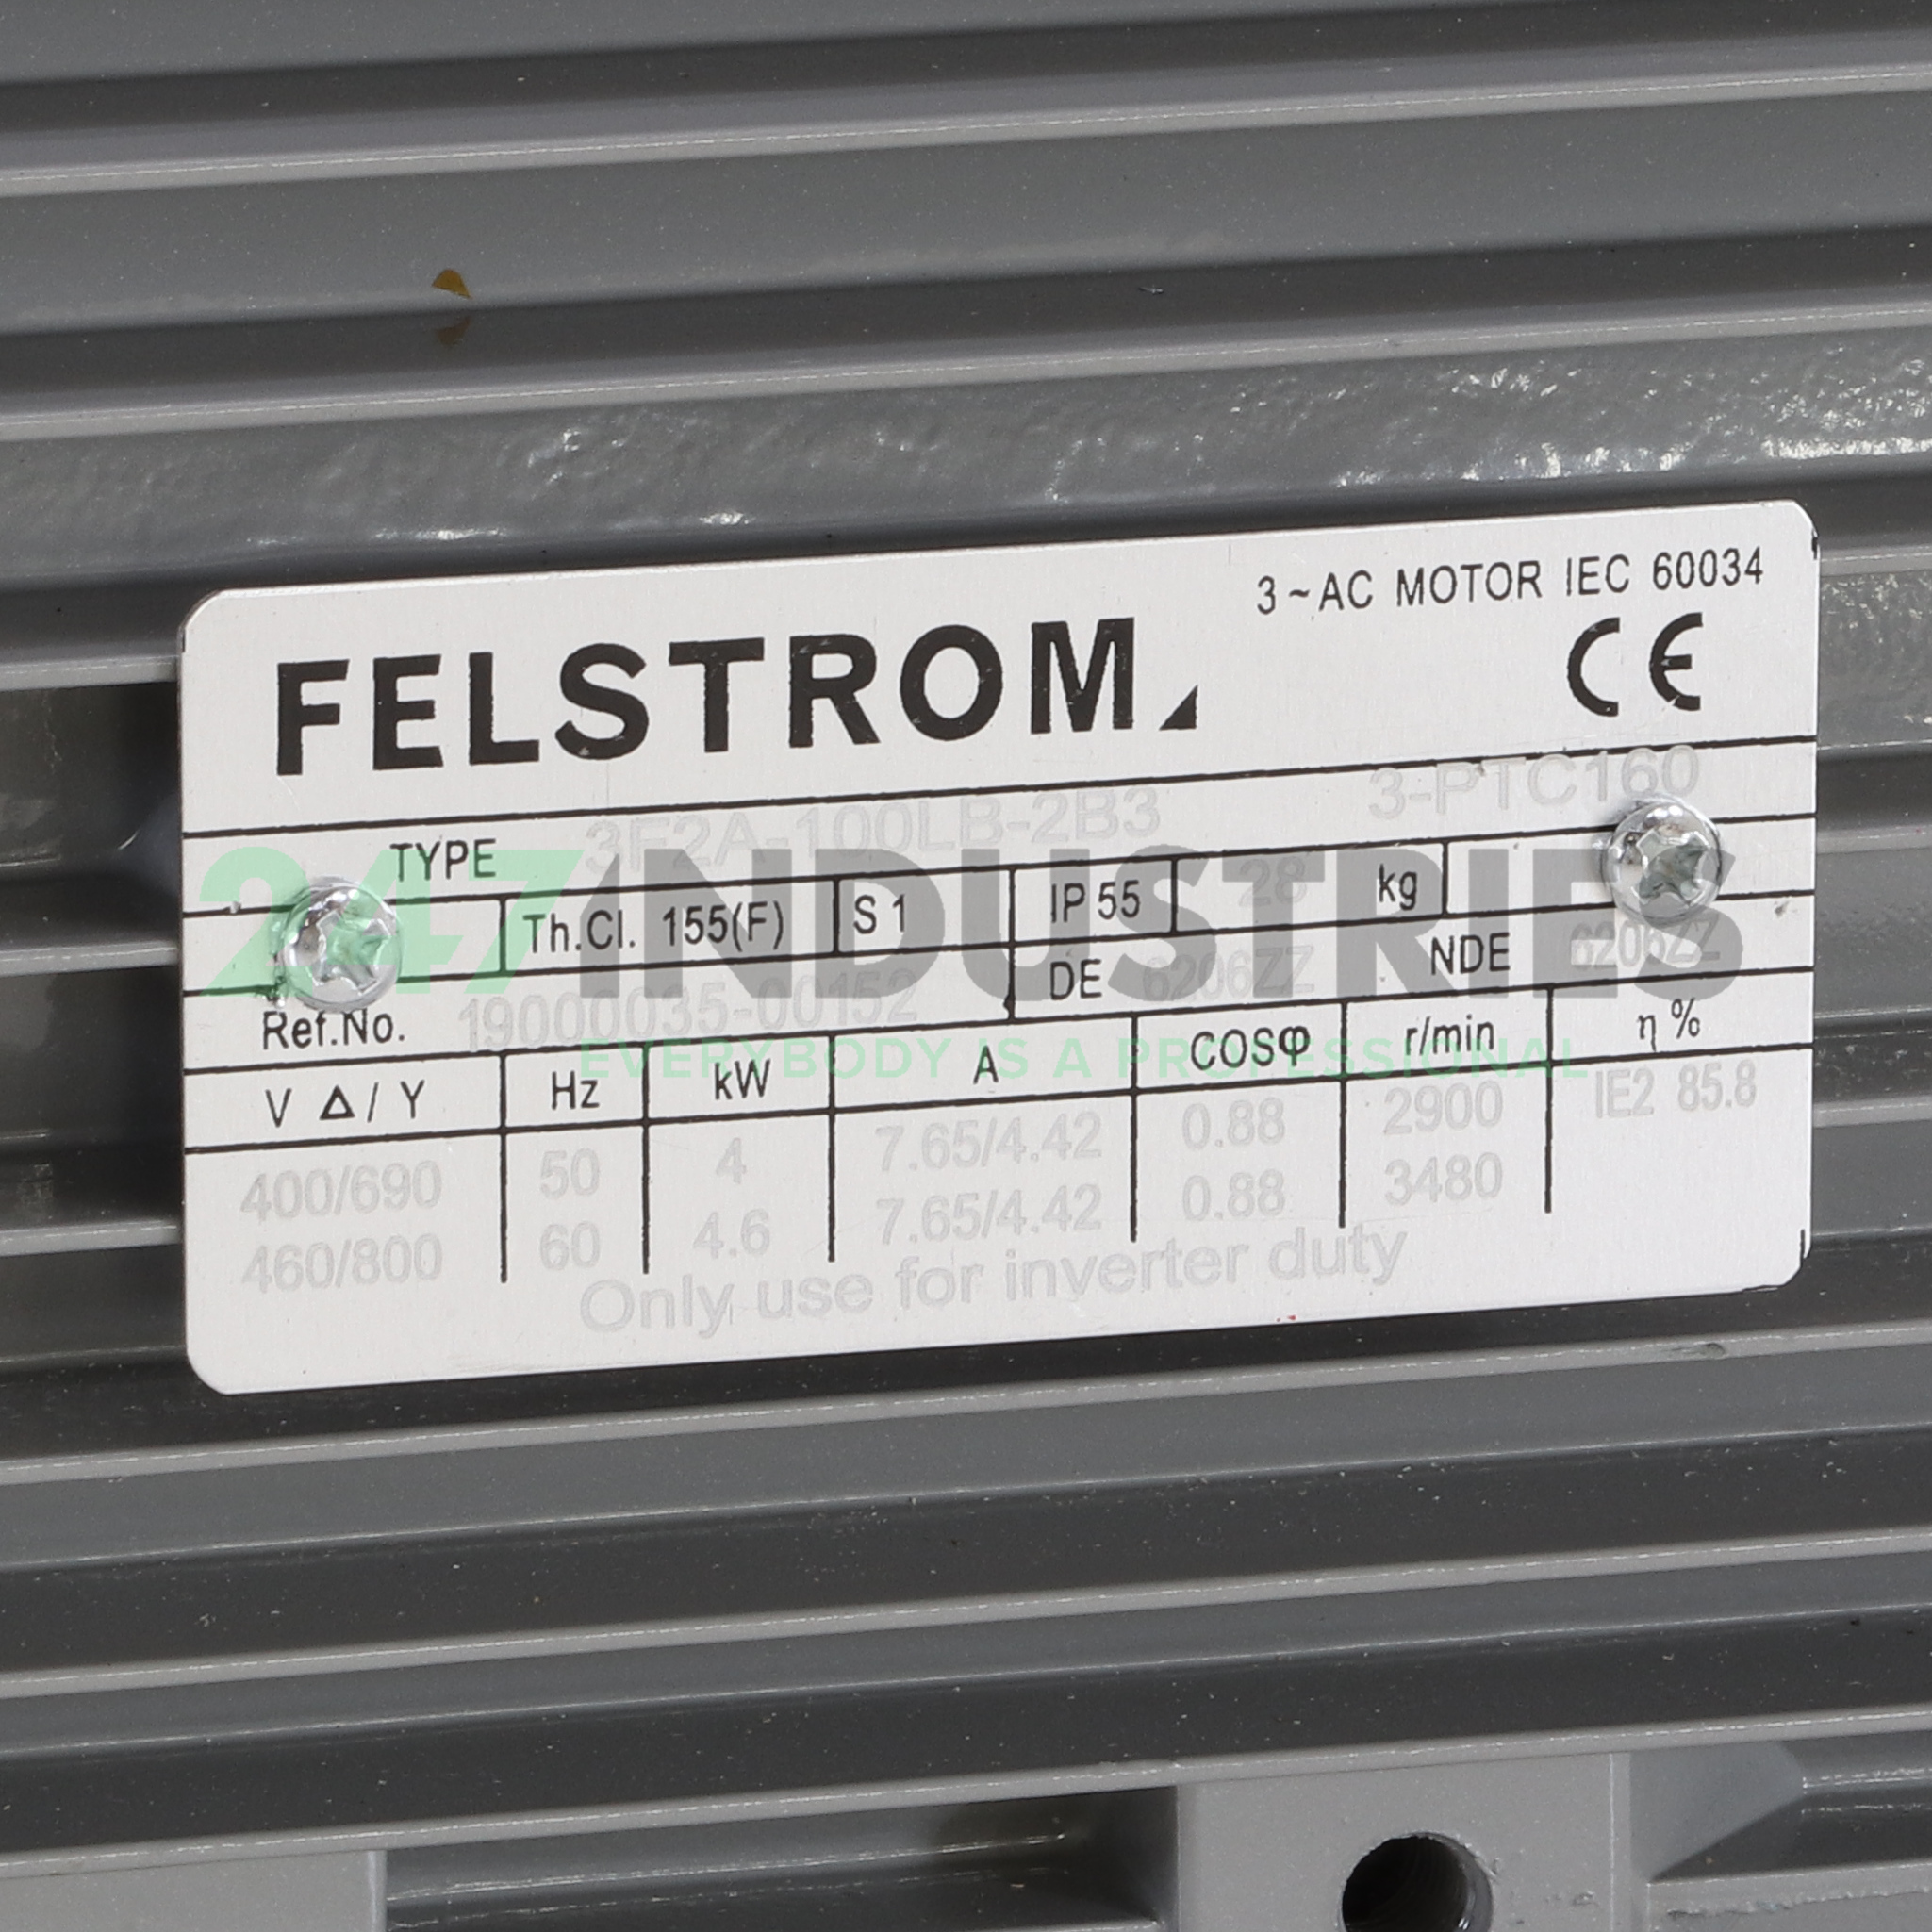 3~AC MOTOR IEC 60034
FELSTROM
CE
TYPE 3F2A-100LB-2B3 3-PTC160
Th.Cl. 155(F) S1 IP 55 28 kg
Ref.No. 19000035-00152 DE 6206ZZ NDE 6206ZZ
V Δ/Y Hz kW A COSφ r/min η%
400/690 50 4 7.65/4.42 0.88 2900 IE2 85.8
460/800 60 4.6 7.65/4.42 0.88 3480
Only use for inverter duty
247INDUSTRIES
EVERYBODY IS A PROFESSIONAL